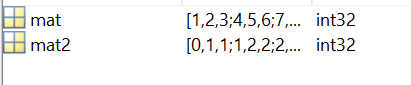 mat [1,2,3;4,5,6;7,... int32
mat2 [0,1,1;1,2,2;2,... int32